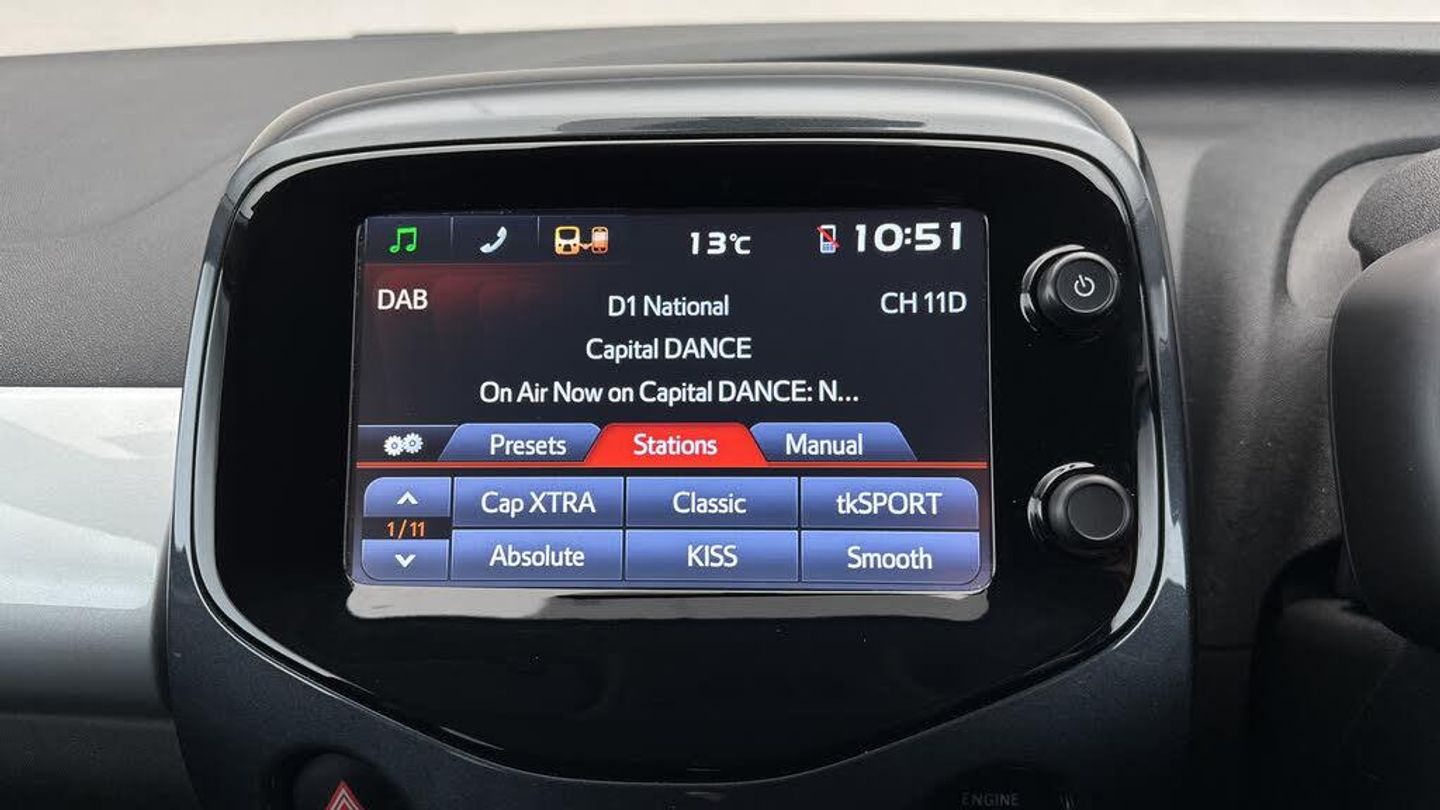 13°C
10:51
DAB
D1 National
CH 11D
Capital DANCE
On Air Now on Capital DANCE: N...
Presets
Stations
Manual
1/11
Cap XTRA
Classic
tkSPORT
Absolute
KISS
Smooth
ENGINE